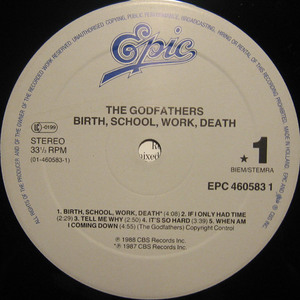 Epic
THE GODFATHERS
BIRTH, SCHOOL, WORK, DEATH
STEREO
33⅓ RPM
(01-460583-1)
1
BIEM/STEMRA
EPC 460583 1
1. BIRTH, SCHOOL, WORK, DEATH* (4:08) 2. IF I ONLY HAD TIME
(2:29) 3. TELL ME WHY (2:50) 4. IT'S SO HARD (3:39) 5. WHEN AM
I COMING DOWN (4:55) (The Godfathers) Copyright Control
℗ 1988 CBS Records Inc.
*℗ 1987 CBS Records Inc.